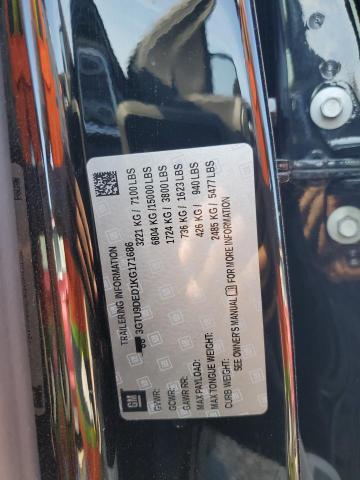 TRAILERING INFORMATION
GM 3GTU9DED1KG171686
GVWR: 3221 KG / 7100 LBS
GCWR: 6804 KG /15000 LBS
GAWR RR: 1724 KG / 3800 LBS
MAX PAYLOAD: 736 KG / 1623 LBS
MAX TONGUE WEIGHT: 426 KG / 940 LBS
CURB WEIGHT: 2485 KG / 5477 LBS
SEE OWNER'S MANUAL FOR MORE INFORMATION